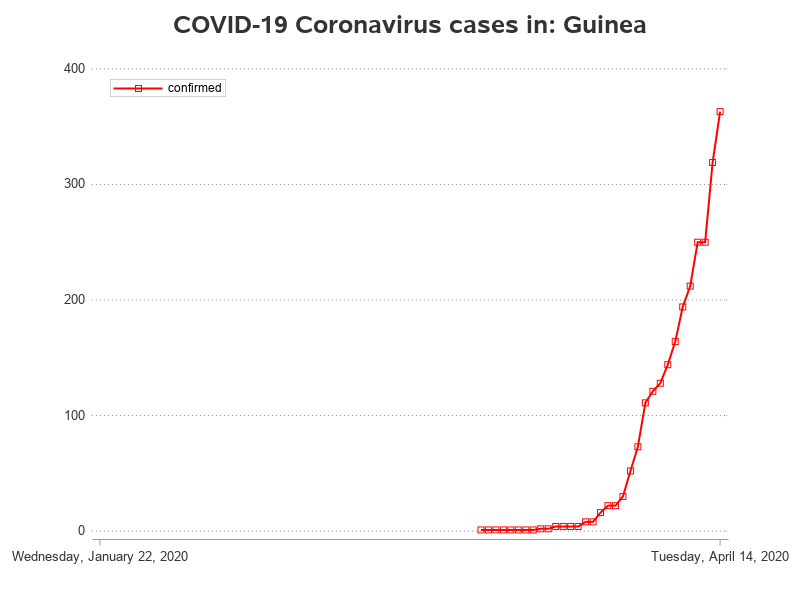 COVID-19 Coronavirus cases in: Guinea
400
confirmed
300
200
100
0
Wednesday, January 22, 2020
Tuesday, April 14, 2020